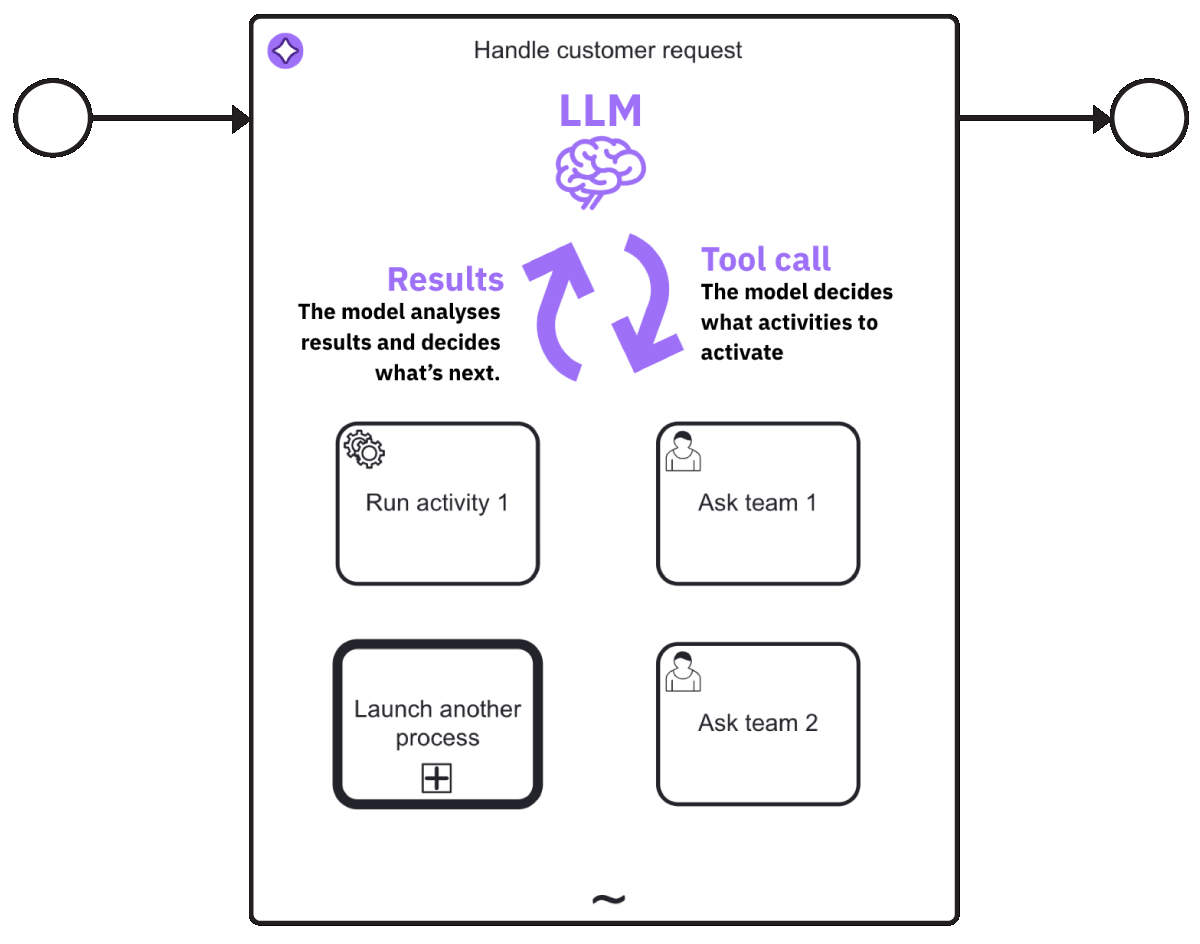 Handle customer request
LLM
Results
The model analyses
results and decides
what's next.
Tool call
The model decides
what activities to
activate
Run activity 1
Ask team 1
Launch another
process
Ask team 2